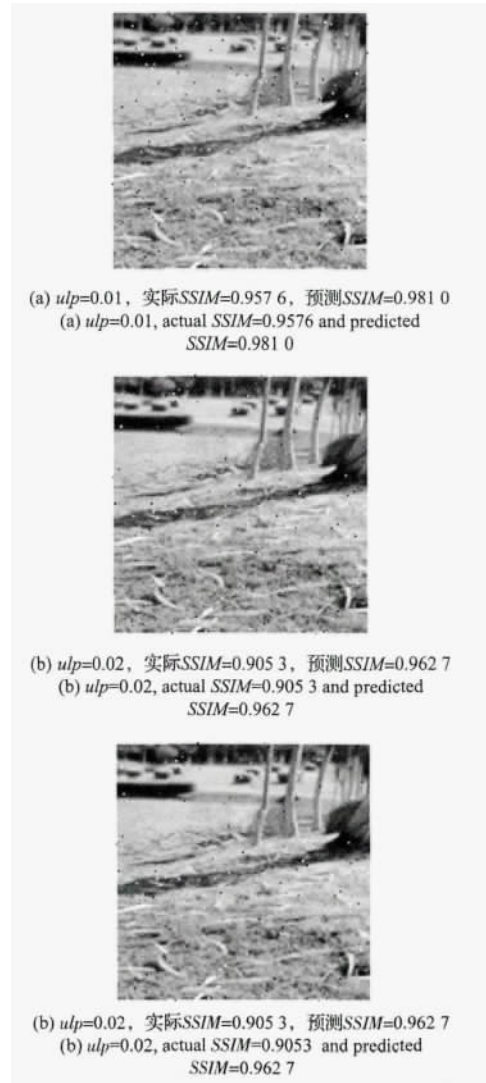 (a) ulp=0.01，实际SSIM=0.957 6，预测SSIM=0.981 0
(a) ulp=0.01, actual SSIM=0.9576 and predicted
SSIM=0.981 0
(b) ulp=0.02，实际SSIM=0.905 3，预测SSIM=0.962 7
(b) ulp=0.02, actual SSIM=0.905 3 and predicted
SSIM=0.962 7
(b) ulp=0.02，实际SSIM=0.905 3，预测SSIM=0.962 7
(b) ulp=0.02, actual SSIM=0.9053 and predicted
SSIM=0.962 7